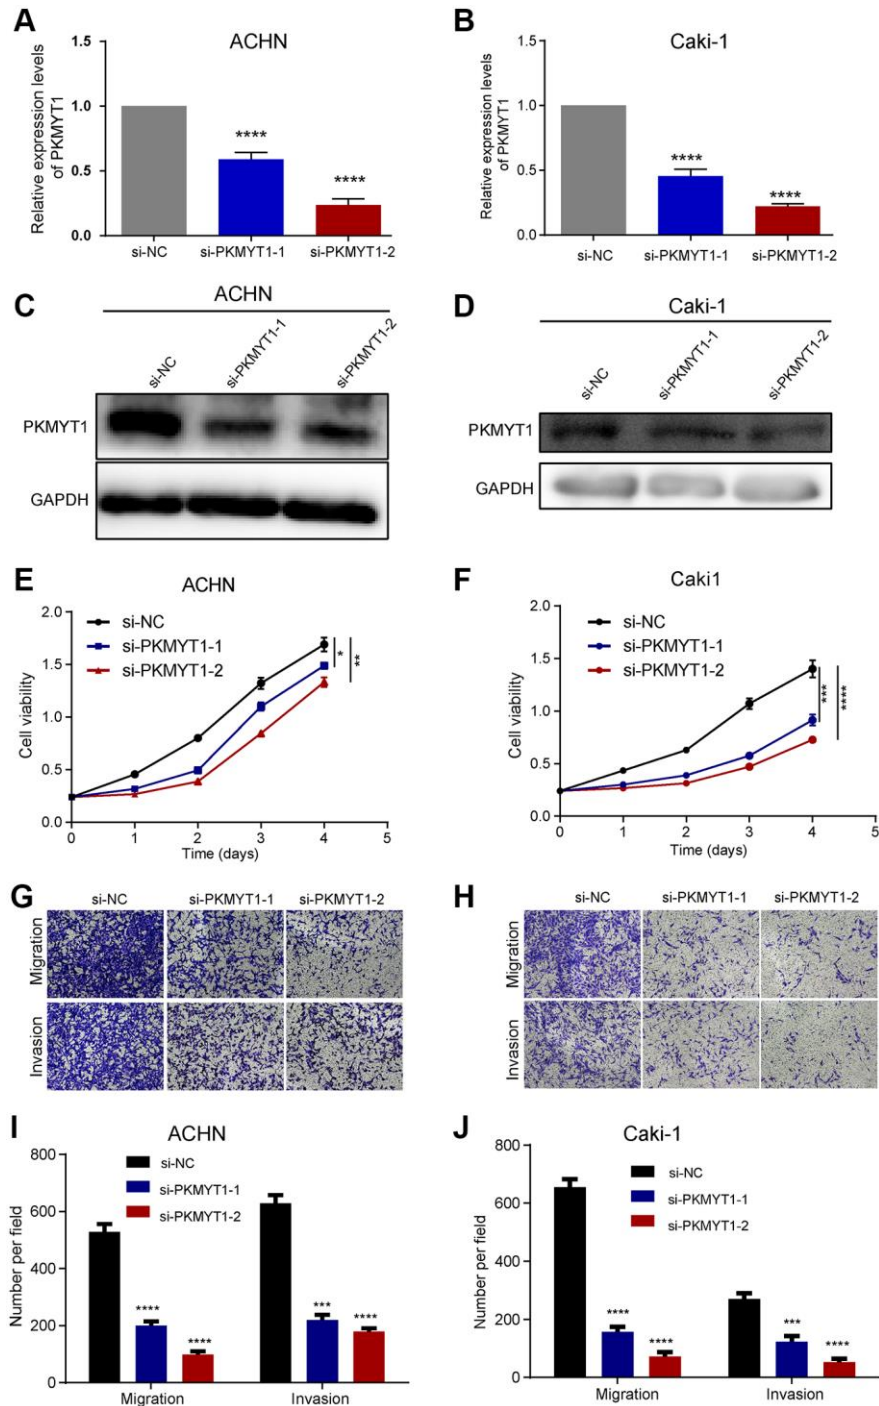 A
ACHN
Relative expression levels
of PKMYT1
1.5
1.0
0.5
0.0
****
****
si-NC
si-PKMYT1-1
si-PKMYT1-2
B
Caki-1
Relative expression levels
of PKMYT1
1.5
1.0
0.5
0.0
****
****
si-NC
si-PKMYT1-1
si-PKMYT1-2
C
ACHN
si-NC
si-PKMYT1-1
si-PKMYT1-2
PKMYT1
GAPDH
D
Caki-1
si-NC
si-PKMYT1-1
si-PKMYT1-2
PKMYT1
GAPDH
E
ACHN
si-NC
si-PKMYT1-1
si-PKMYT1-2
Cell viability
2.0
1.5
1.0
0.5
0.0
*
**
0 1 2 3 4 5
Time (days)
F
Caki1
si-NC
si-PKMYT1-1
si-PKMYT1-2
Cell viability
2.0
1.5
1.0
0.5
0.0
***
****
0 1 2 3 4 5
Time (days)
G
si-NC
si-PKMYT1-1
si-PKMYT1-2
Migration
Invasion
H
si-NC
si-PKMYT1-1
si-PKMYT1-2
Migration
Invasion
I
ACHN
si-NC
si-PKMYT1-1
si-PKMYT1-2
Number per field
800
600
400
200
0
****
****
***
****
Migration
Invasion
J
Caki-1
si-NC
si-PKMYT1-1
si-PKMYT1-2
Number per field
800
600
400
200
0
****
****
***
****
Migration
Invasion